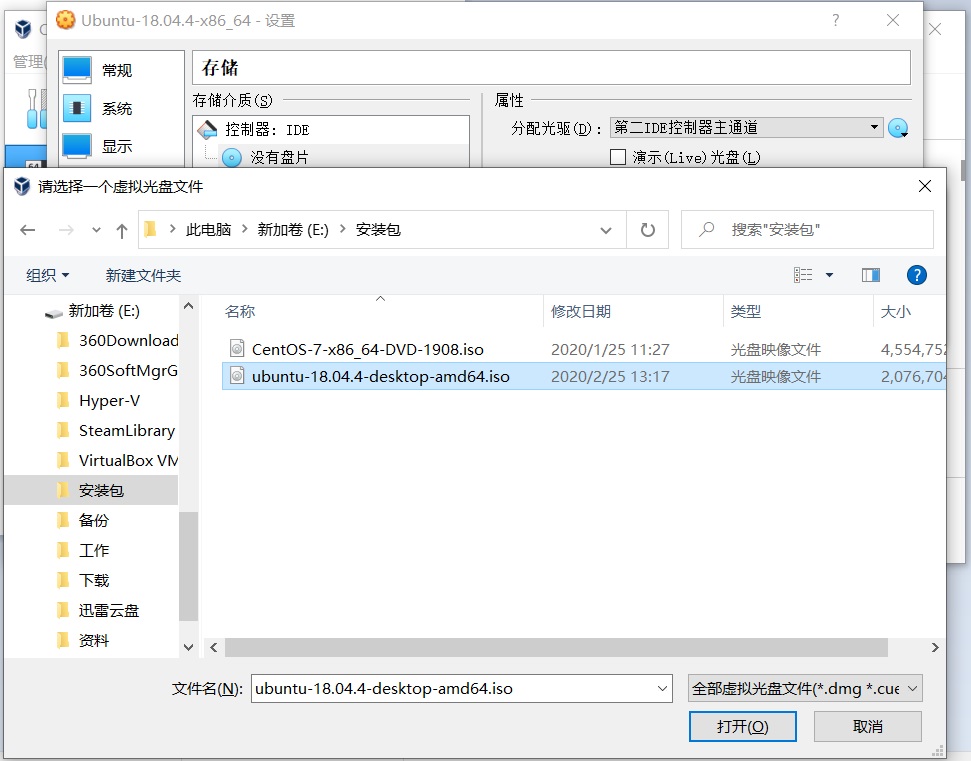 Ubuntu-18.04.4-x86_64 - 设置
管理(
常规
系统
显示
存储
存储介质(S)
控制器: IDE
没有盘片
属性
分配光驱(D): 第二IDE控制器主通道
演示(Live)光盘(L)
64
请选择一个虚拟光盘文件
此电脑 > 新加卷 (E:) > 安装包
搜索"安装包"
组织
新建文件夹
新加卷 (E:)
360Download
360SoftMgrG
Hyper-V
SteamLibrary
VirtualBox VM
安装包
备份
工作
下载
迅雷云盘
资料
名称 修改日期 类型 大小
CentOS-7-x86_64-DVD-1908.iso 2020/1/25 11:27 光盘映像文件 4,554,752
ubuntu-18.04.4-desktop-amd64.iso 2020/2/25 13:17 光盘映像文件 2,076,704
文件名(N): ubuntu-18.04.4-desktop-amd64.iso
全部虚拟光盘文件(*.dmg *.cue
打开(O)
取消